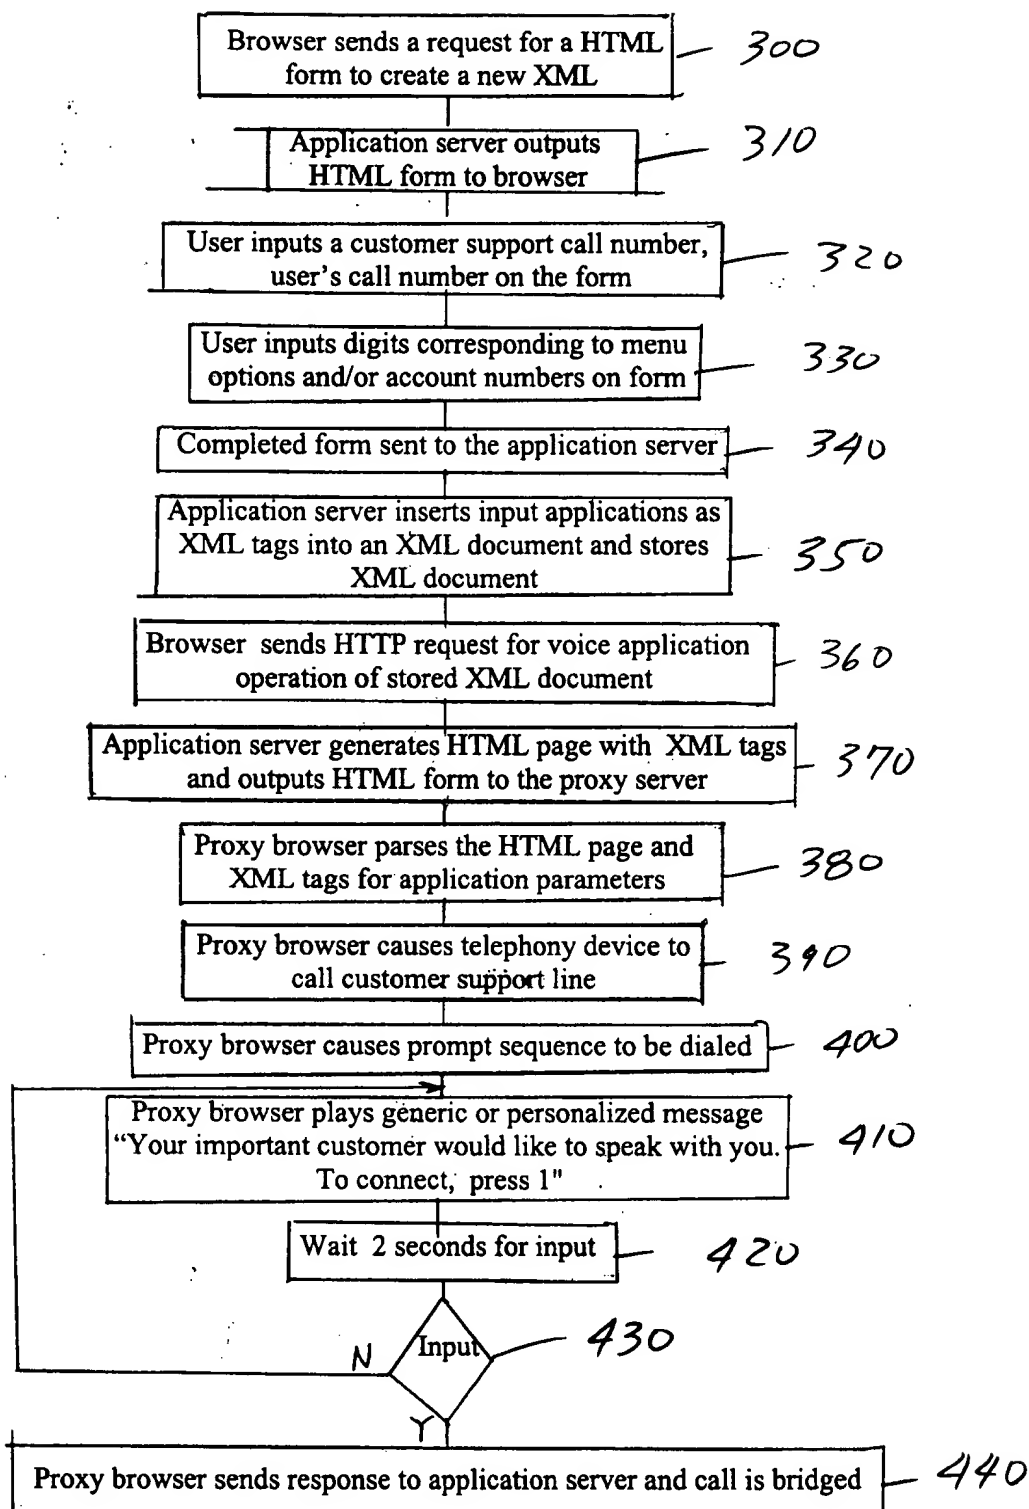 Browser sends a request for a HTML
form to create a new XML
300
Application server outputs
HTML form to browser
310
User inputs a customer support call number,
user's call number on the form
320
User inputs digits corresponding to menu
options and/or account numbers on form
330
Completed form sent to the application server
340
Application server inserts input applications as
XML tags into an XML document and stores
XML document
350
Browser sends HTTP request for voice application
operation of stored XML document
360
Application server generates HTML page with XML tags
and outputs HTML form to the proxy server
370
Proxy browser parses the HTML page and
XML tags for application parameters
380
Proxy browser causes telephony device to
call customer support line
390
Proxy browser causes prompt sequence to be dialed
400
Proxy browser plays generic or personalized message
"Your important customer would like to speak with you.
To connect, press 1"
410
Wait 2 seconds for input
420
Input
430
N
Y
Proxy browser sends response to application server and call is bridged
440